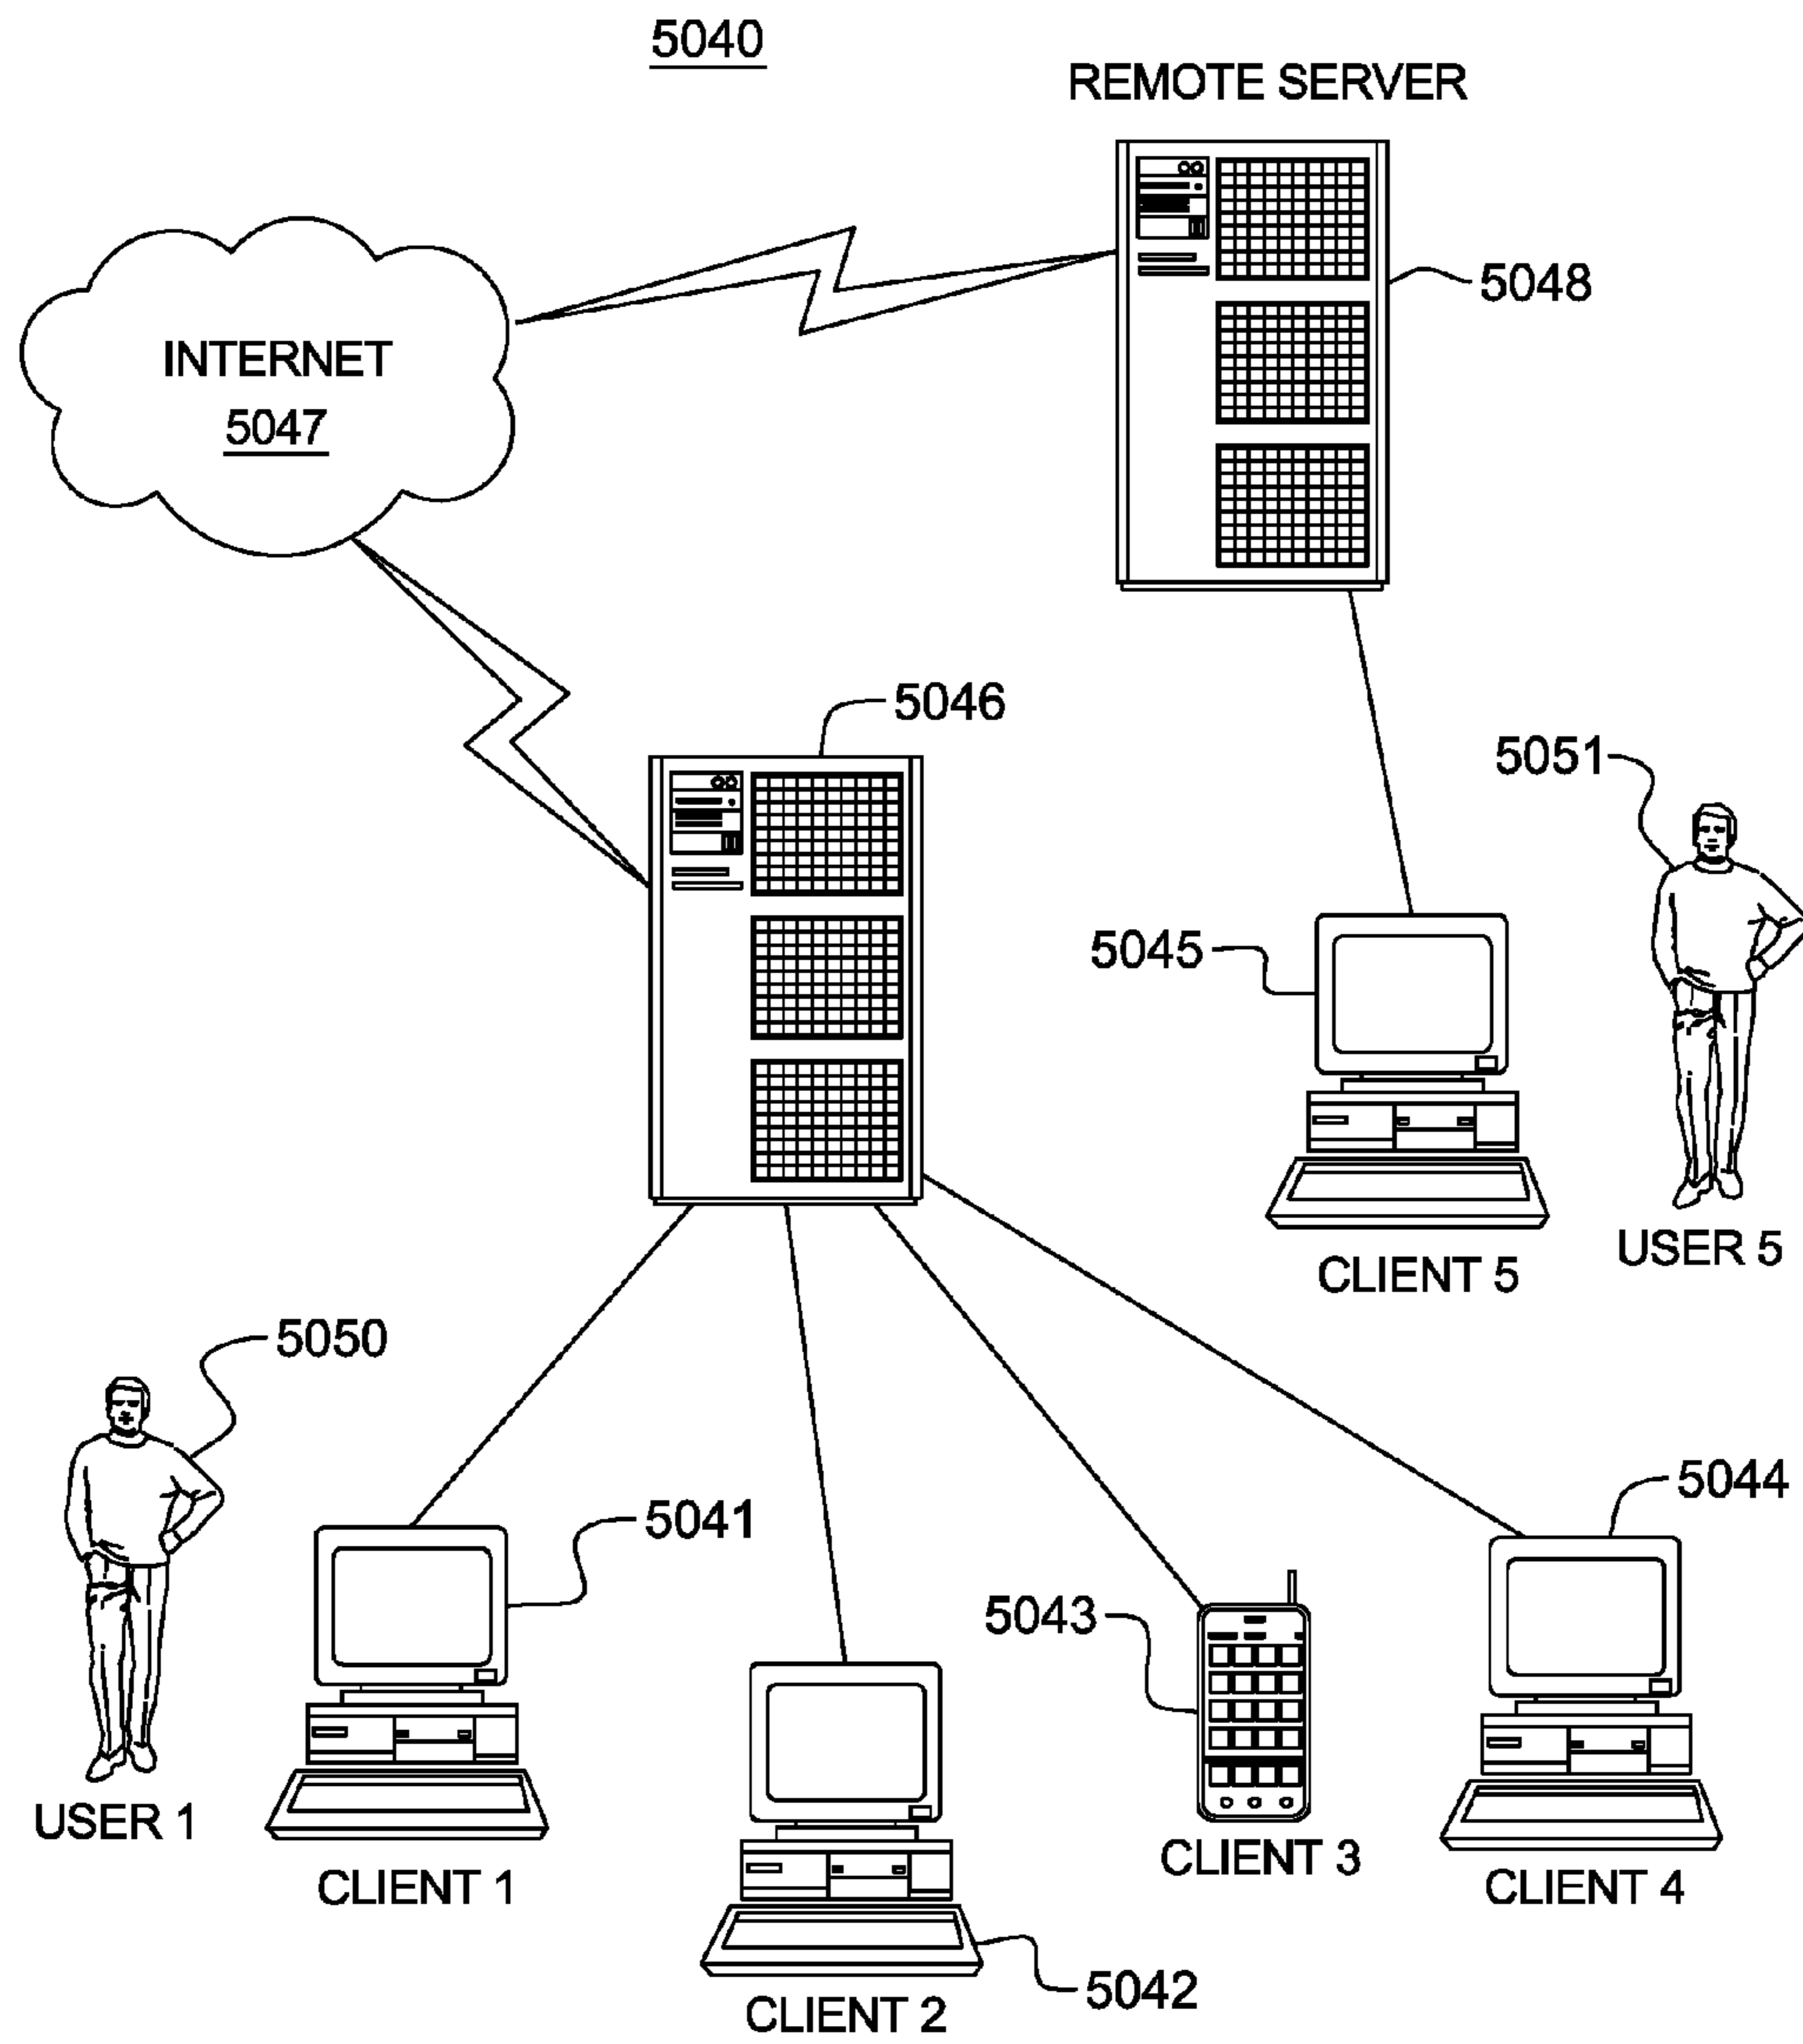 5040
REMOTE SERVER
5048
INTERNET
5047
5046
5051
5045
USER 5
CLIENT 5
5050
5041
5044
5043
USER 1
CLIENT 1
CLIENT 3
CLIENT 4
5042
CLIENT 2